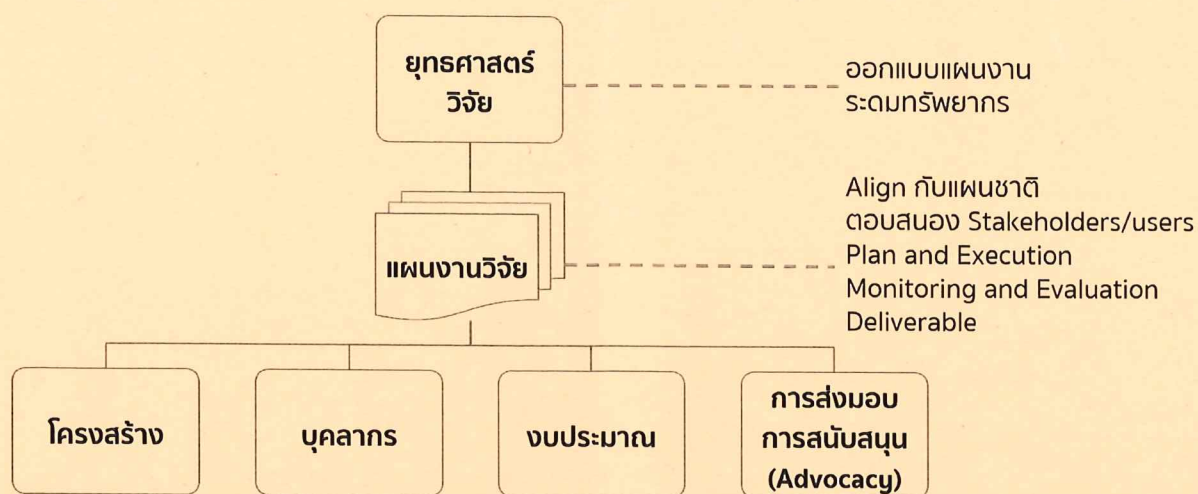 ยุทธศาสตร์
วิจัย
ออกแบบแผนงาน
ระดมทรัพยากร
แผนงานวิจัย
Align กับแผนชาติ
ตอบสนอง Stakeholders/users
Plan and Execution
Monitoring and Evaluation
Deliverable
โครงสร้าง
บุคลากร
งบประมาณ
การส่งมอบ
การสนับสนุน
(Advocacy)